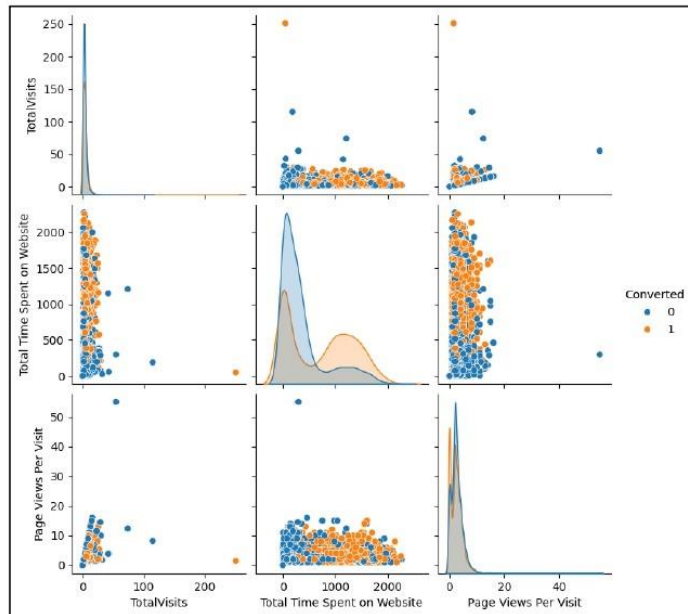 250
200
150
100
50
0
TotalVisits
2000
1500
1000
500
0
Total Time Spent on Website
Converted
0
1
50
40
30
20
10
0
Page Views Per Visit
0 200
TotalVisits
0 1000 2000
Total Time Spent on Website
0 20 40
Page Views Per Visit